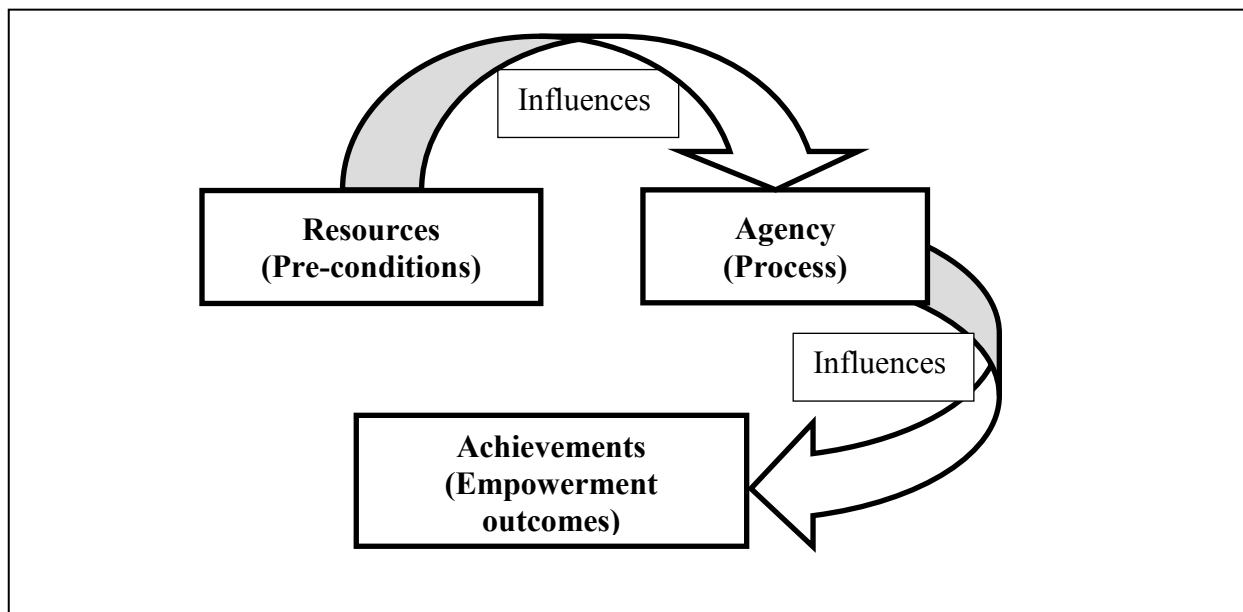 Influences
Resources
(Pre-conditions)
Agency
(Process)
Influences
Achievements
(Empowerment
outcomes)